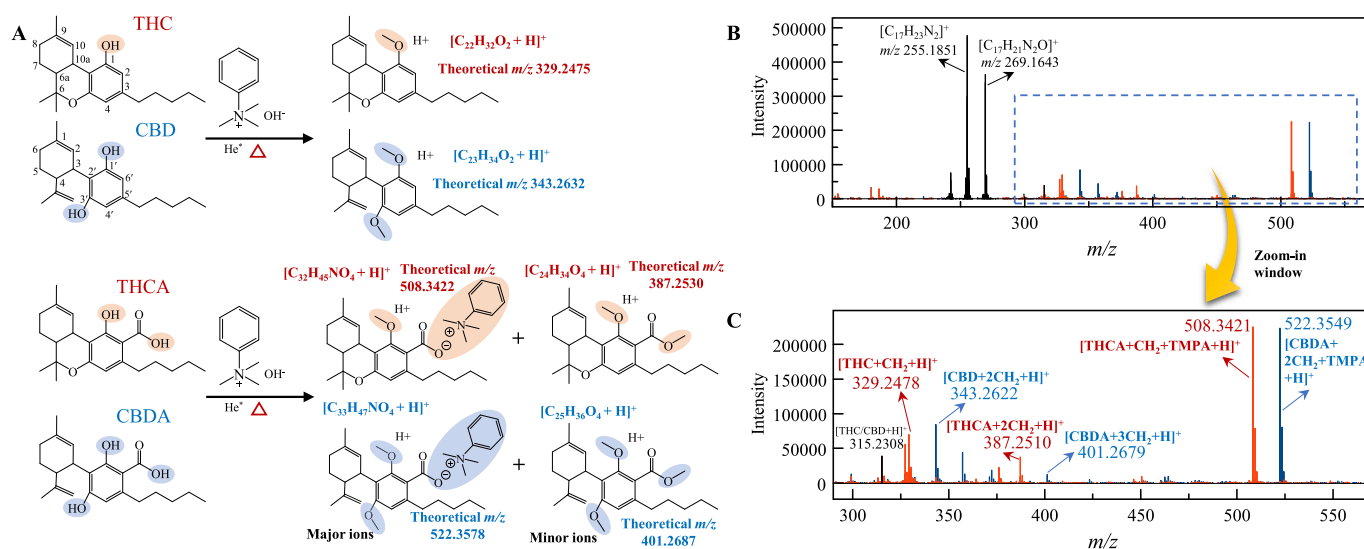 A
THC
9
8
10
OH
10a
1
7
6a
2
6
3
O
4
CBD
1
6
2
OH
3
1'
5
2'
6'
4
3'
5'
HO
4'
N
+
OH-
He*
△
O
H+
[C₂₂H₃₂O₂ + H]⁺
Theoretical m/z 329.2475
O
O
H+
[C₂₃H₃₄O₂ + H]⁺
Theoretical m/z 343.2632
O
THCA
OH
O
OH
O
CBDA
OH
O
OH
HO
N
+
OH-
He*
△
[C₃₂H₄₅NO₄ + H]⁺
Theoretical m/z
508.3422
H+
O
O
O
⊖
⊕
N
O
+
[C₂₄H₃₄O₄ + H]⁺
Theoretical m/z
387.2530
H+
O
O
O
O
[C₃₃H₄₇NO₄ + H]⁺
H+
O
O
O
⊖
⊕
N
O
Theoretical m/z
522.3578
Major ions
+
[C₂₅H₃₆O₄ + H]⁺
H+
O
O
O
O
Theoretical m/z
401.2687
Minor ions
B
500000
400000
300000
200000
100000
0
Intensity
[C₁₇H₂₃N₂]⁺
m/z 255.1851
[C₁₇H₂₁N₂O]⁺
m/z 269.1643
200
300
400
500
m/z
Zoom-in
window
C
200000
150000
100000
50000
0
Intensity
[THC/CBD+H]⁺
315.2308
[THC+CH₂+H]⁺
329.2478
[CBD+2CH₂+H]⁺
343.2622
[THCA+2CH₂+H]⁺
387.2510
[CBDA+3CH₂+H]⁺
401.2679
508.3421
[THCA+CH₂+TMPA+H]⁺
522.3549
[CBDA+
2CH₂+TMPA
+H]⁺
300
350
400
450
500
550
m/z